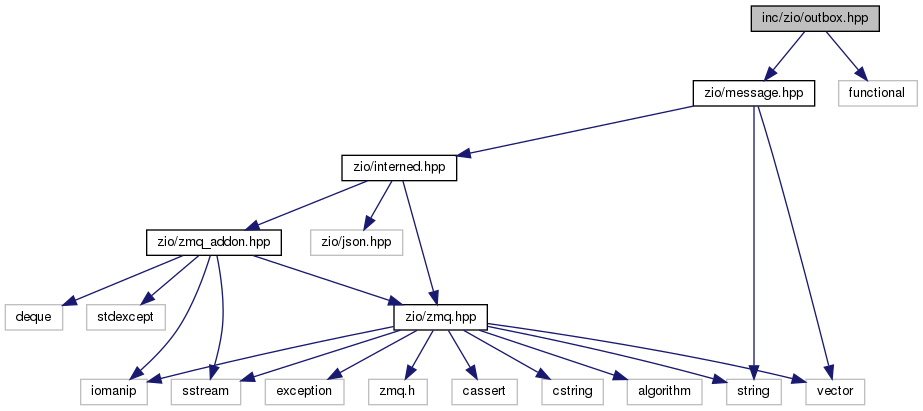 inc/zio/outbox.hpp
zio/message.hpp
functional
zio/interned.hpp
zio/zmq_addon.hpp
zio/json.hpp
deque
stdexcept
zio/zmq.hpp
iomanip
sstream
exception
zmq.h
cassert
cstring
algorithm
string
vector